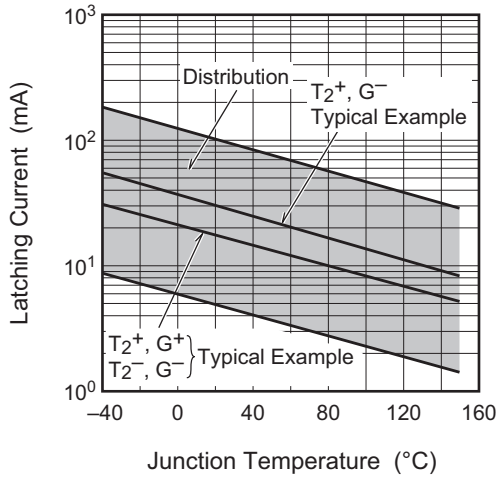 Latching Current (mA)
10³
10²
10¹
10⁰
Distribution
T₂⁺, G⁻
Typical Example
T₂⁺, G⁺
T₂⁻, G⁻
} Typical Example
−40 0 40 80 120 160
Junction Temperature (°C)